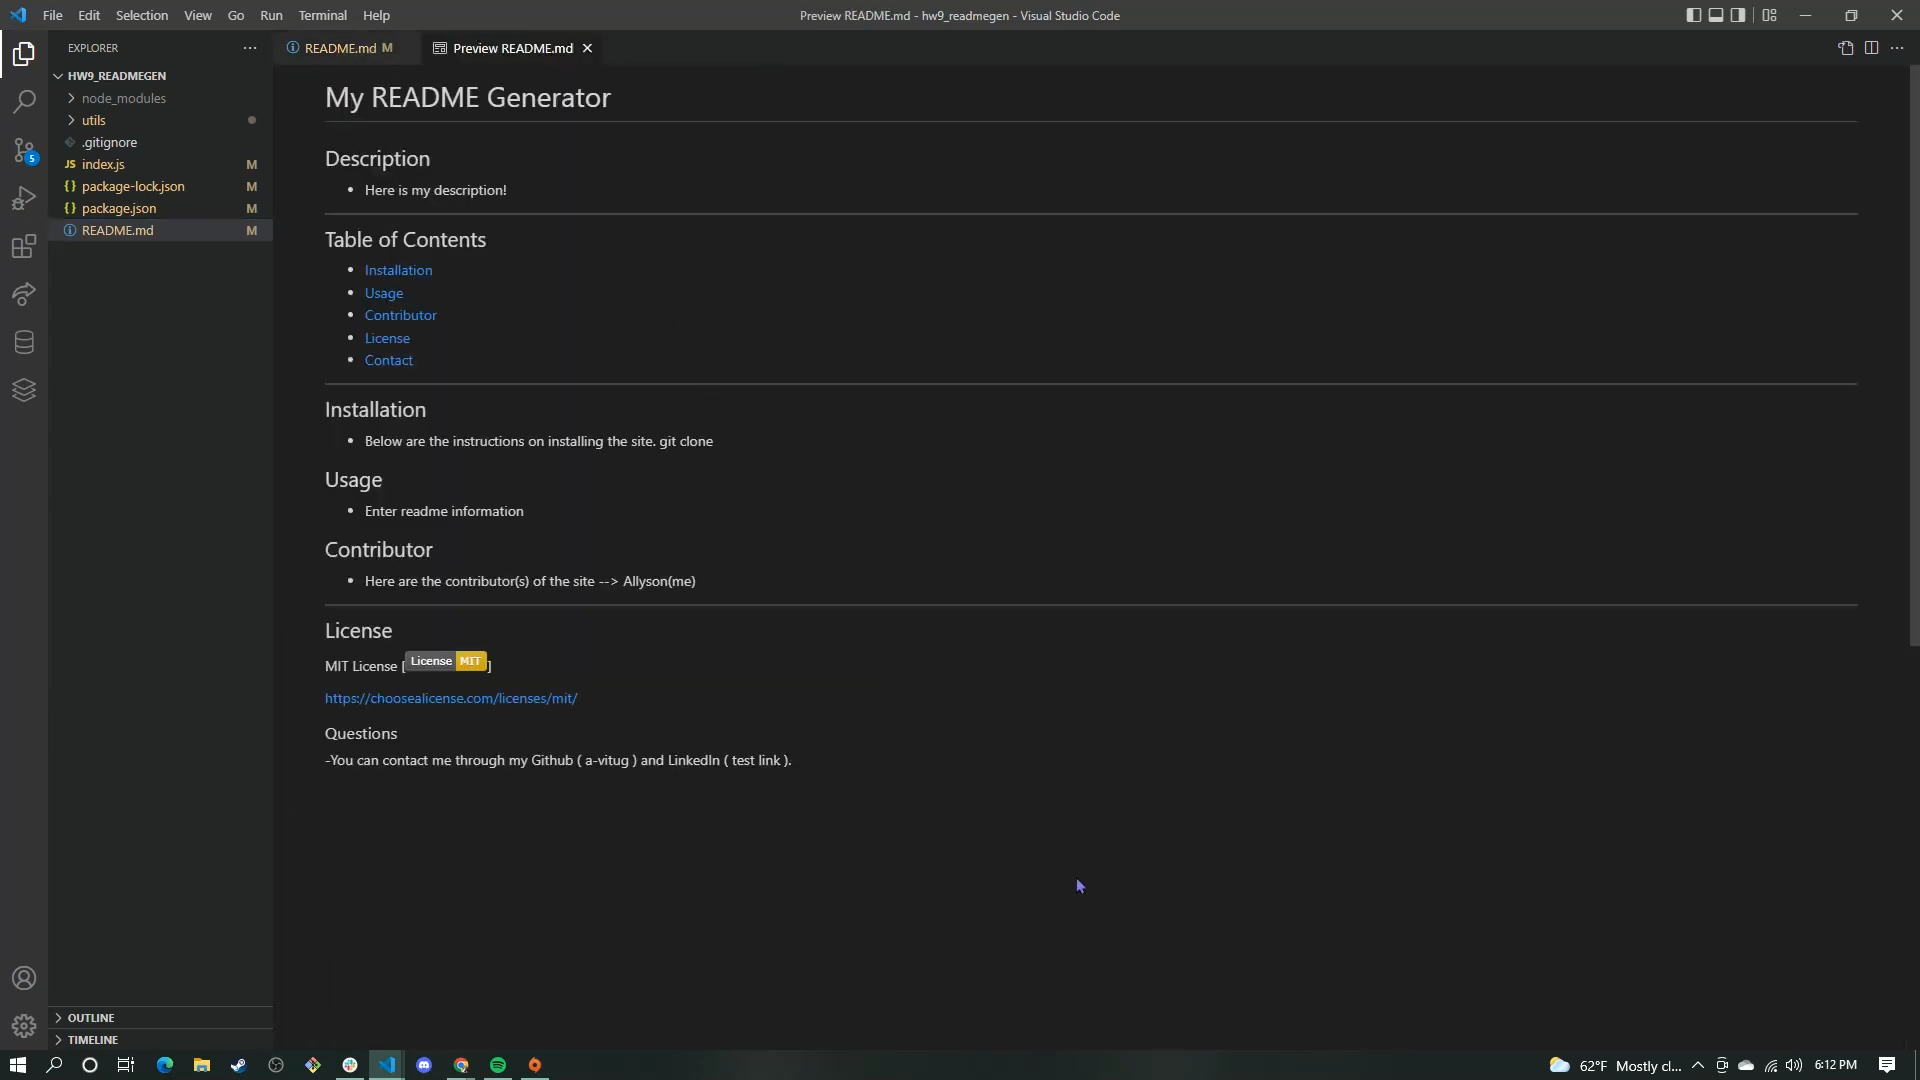 File Edit Selection View Go Run Terminal Help
Preview README.md - hw9_readmegen - Visual Studio Code
EXPLORER
README.md M
Preview README.md
HW9_READMEGEN
node_modules
utils
.gitignore
JS index.js M
{} package-lock.json M
{} package.json M
README.md M
5
My README Generator
Description
Here is my description!
Table of Contents
Installation
Usage
Contributor
License
Contact
Installation
Below are the instructions on installing the site. git clone
Usage
Enter readme information
Contributor
Here are the contributor(s) of the site --> Allyson(me)
License
MIT License [License MIT]
https://choosealicense.com/licenses/mit/
Questions
-You can contact me through my Github ( a-vitug ) and LinkedIn ( test link ).
OUTLINE
TIMELINE
62°F Mostly cl... 6:12 PM